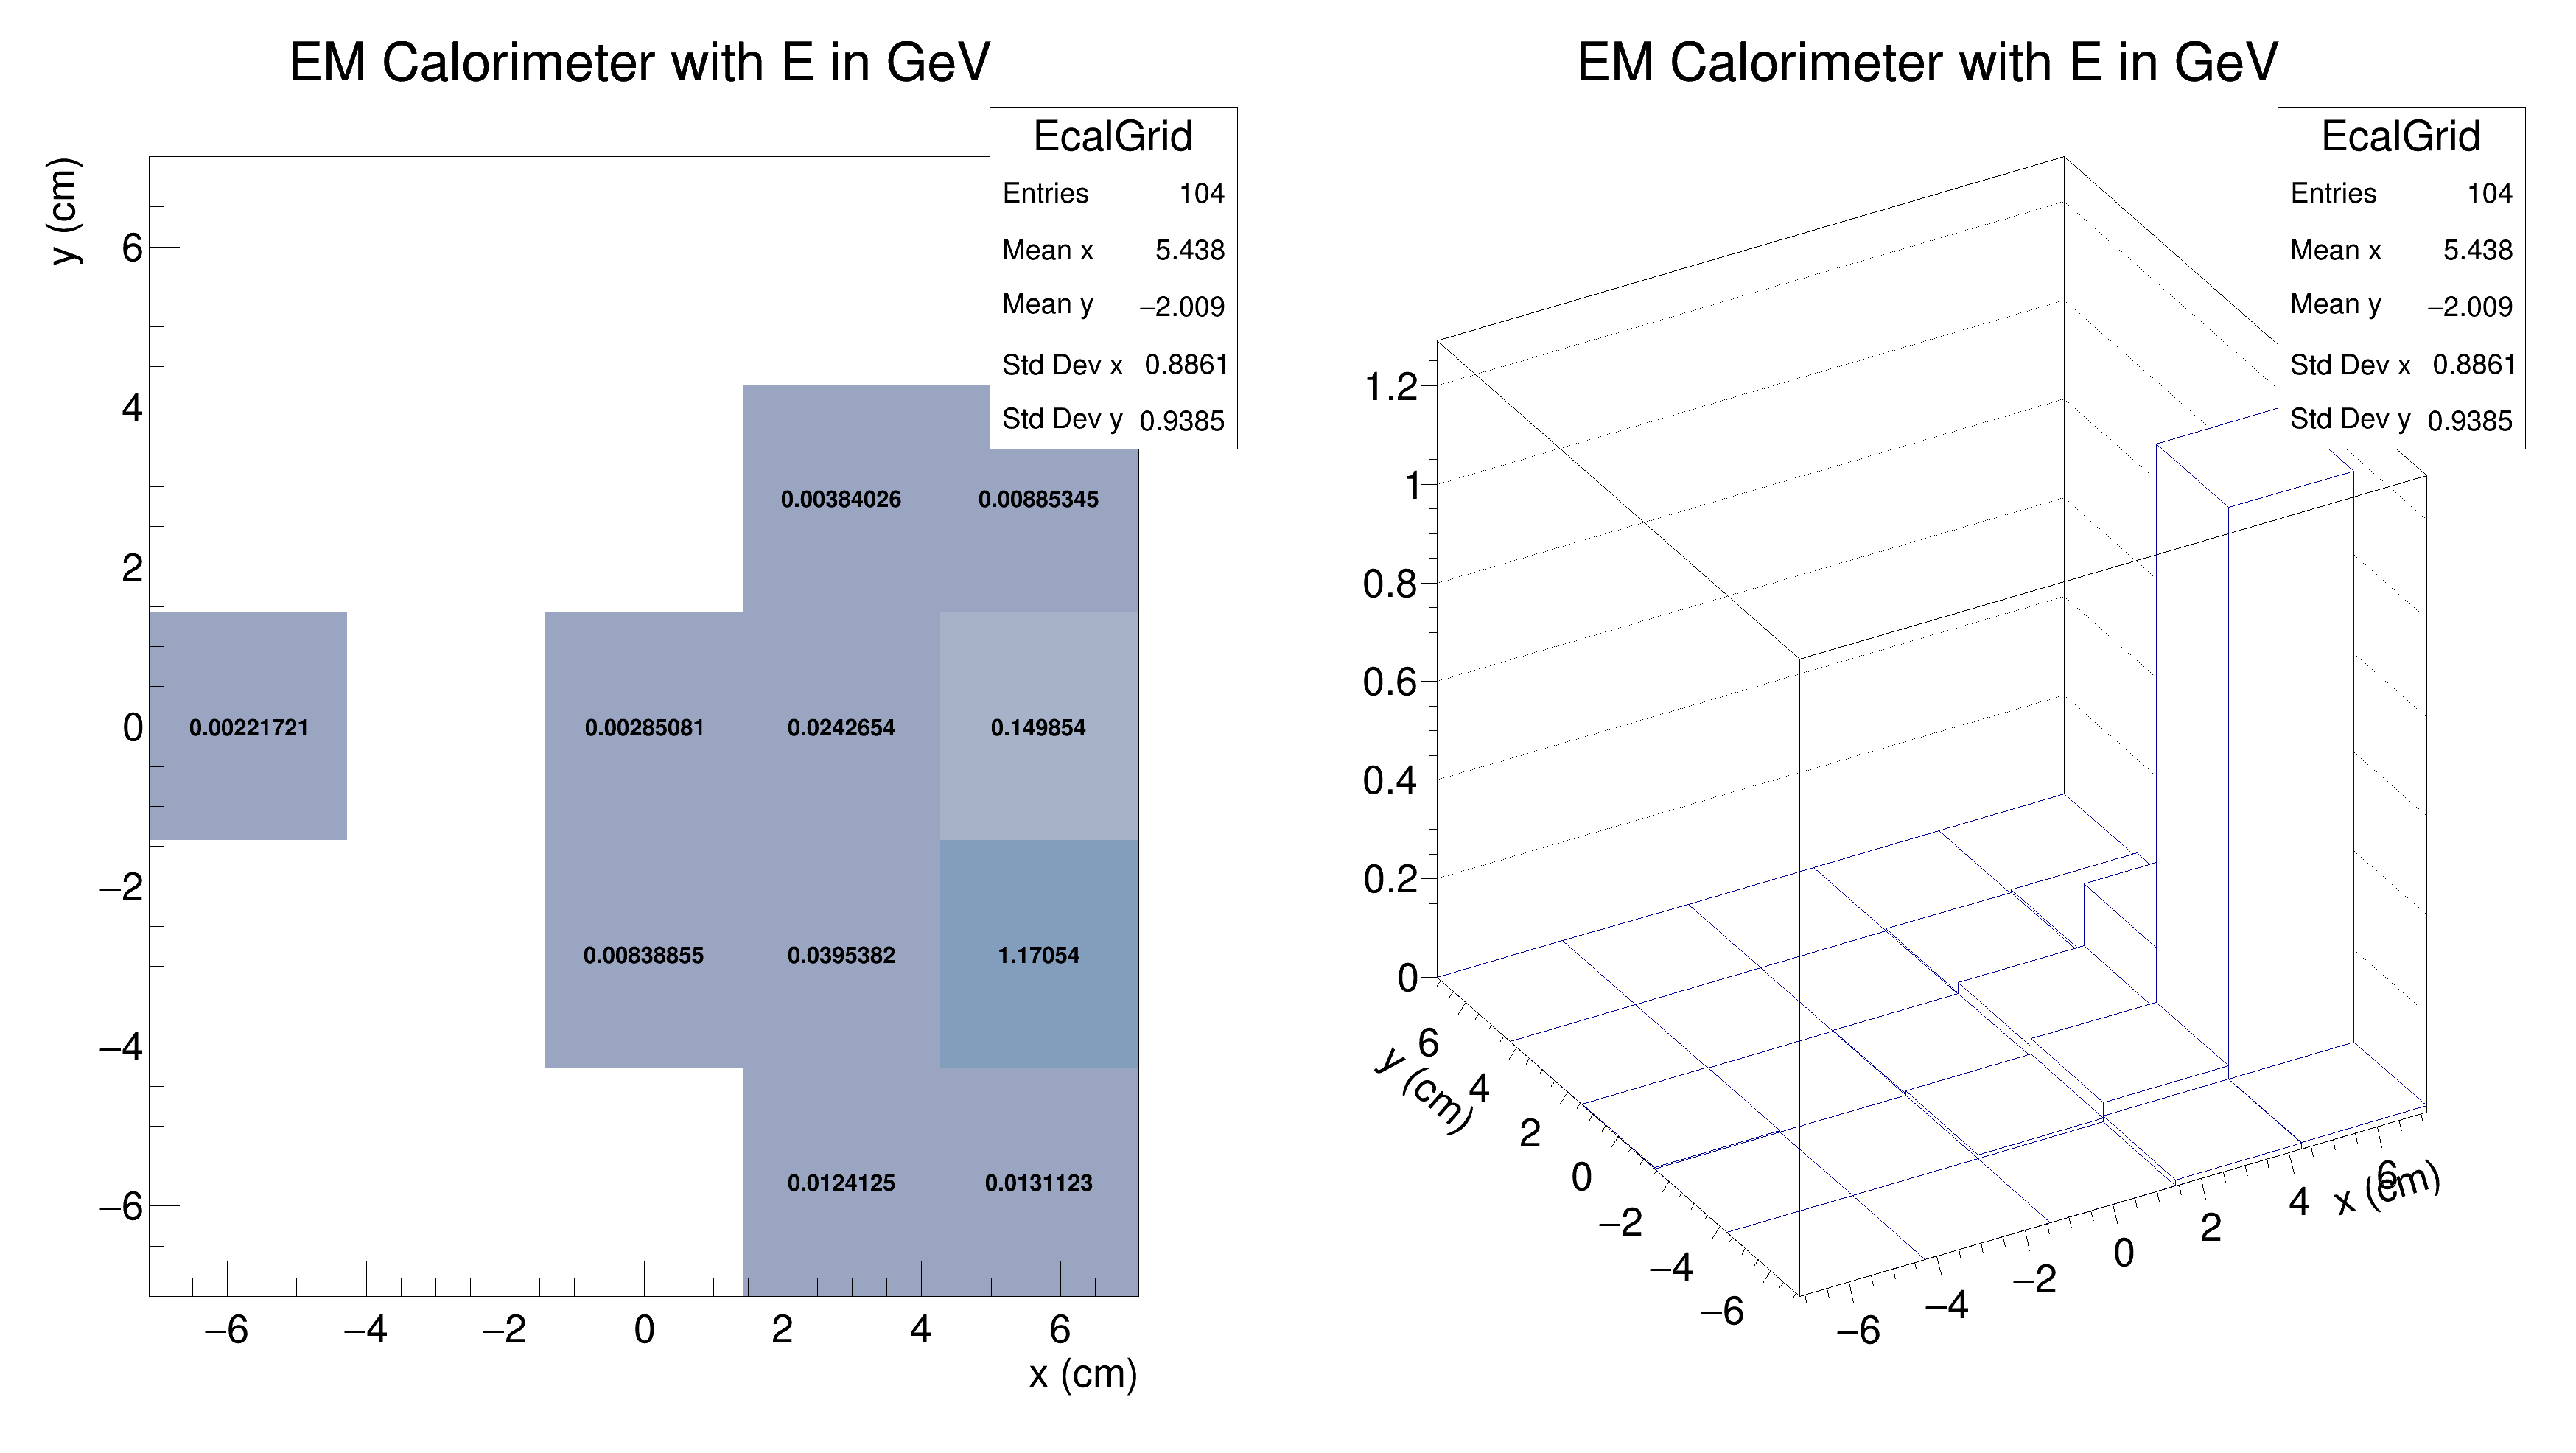 EM Calorimeter with E in GeV
EcalGrid
Entries 104
Mean x 5.438
Mean y −2.009
Std Dev x 0.8861
Std Dev y 0.9385
y (cm)
6
4
2
0
−2
−4
−6
0.00384026 0.00885345
0.00221721 0.00285081 0.0242654 0.149854
0.00838855 0.0395382 1.17054
0.0124125 0.0131123
−6 −4 −2 0 2 4 6
x (cm)
EM Calorimeter with E in GeV
EcalGrid
Entries 104
Mean x 5.438
Mean y −2.009
Std Dev x 0.8861
Std Dev y 0.9385
1.2
1
0.8
0.6
0.4
0.2
0
y (cm)
6
4
2
0
−2
−4
−6
−6 −4 −2 0 2 4 6
x (cm)